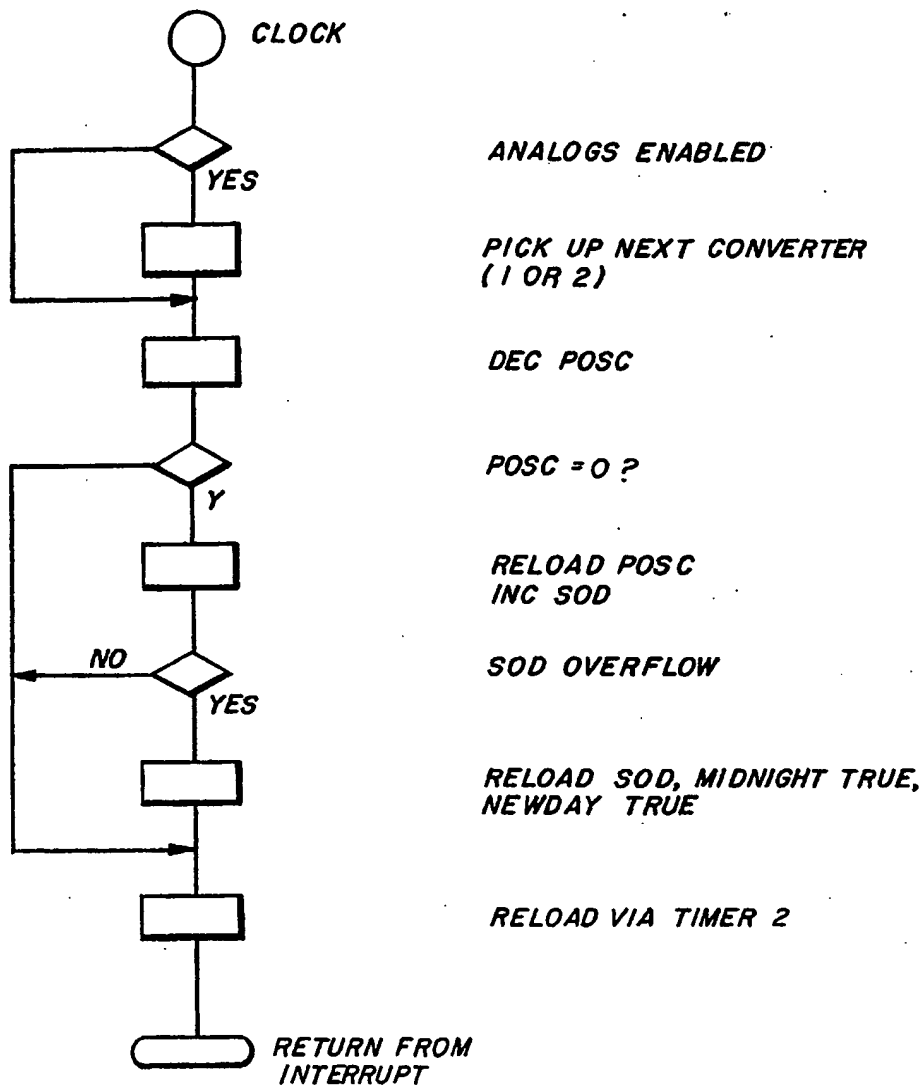 CLOCK
ANALOGS ENABLED
YES
PICK UP NEXT CONVERTER
(1 OR 2)
DEC POSC
POSC = 0 ?
Y
RELOAD POSC
INC SOD
NO
SOD OVERFLOW
YES
RELOAD SOD, MIDNIGHT TRUE,
NEWDAY TRUE
RELOAD VIA TIMER 2
RETURN FROM
INTERRUPT